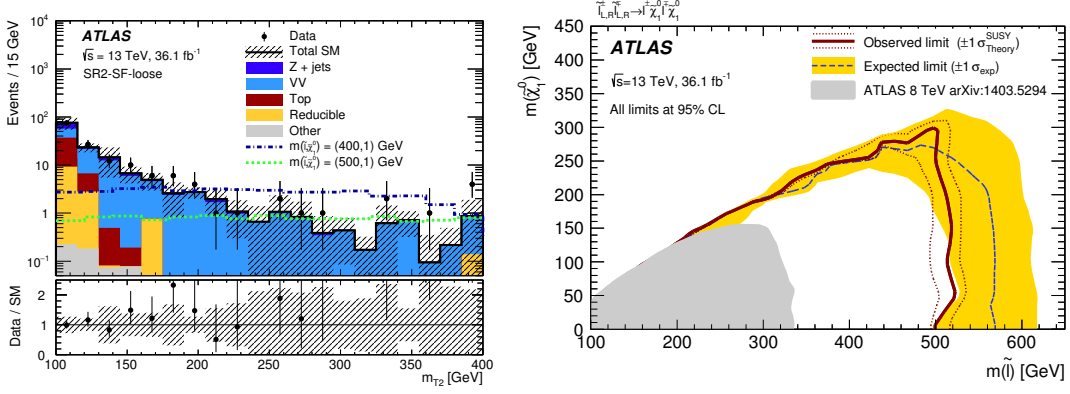 ATLAS
√s = 13 TeV, 36.1 fb⁻¹
SR2-SF-loose
Data
Total SM
Z + jets
VV
Top
Reducible
Other
m(l̃,χ̃₁⁰) = (400,1) GeV
m(l̃,χ̃₁⁰) = (500,1) GeV
Events / 15 GeV
10⁴
10³
10²
10
1
10⁻¹
Data / SM
2
1
0
100 150 200 250 300 350 400
m_T2 [GeV]
l̃±L,R l̃∓L,R→l±χ̃₁⁰l∓χ̃₁⁰
ATLAS
√s=13 TeV, 36.1 fb⁻¹
All limits at 95% CL
Observed limit (±1 σ^SUSY_Theory)
Expected limit (±1 σ_exp)
ATLAS 8 TeV arXiv:1403.5294
m(χ̃₁⁰) [GeV]
400
350
300
250
200
150
100
50
0
100 200 300 400 500 600
m(l̃) [GeV]